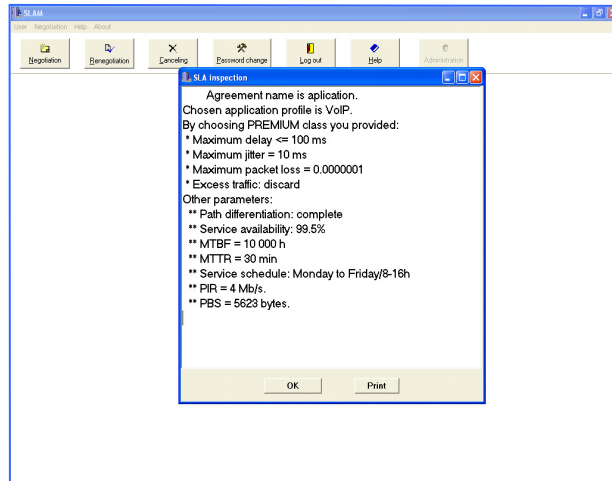 SLAM
User Negotiation Help About
Negotiation Renegotiation Canceling Password change Log out Help Administration
SLA inspection
Agreement name is aplication.
Chosen application profile is VoIP.
By choosing PREMIUM class you provided:
* Maximum delay <= 100 ms
* Maximum jitter = 10 ms
* Maximum packet loss = 0.0000001
* Excess traffic: discard
Other parameters:
** Path differentiation: complete
** Service availability: 99.5%
** MTBF = 10 000 h
** MTTR = 30 min
** Service schedule: Monday to Friday/8-16h
** PIR = 4 Mb/s.
** PBS = 5623 bytes.
OK Print